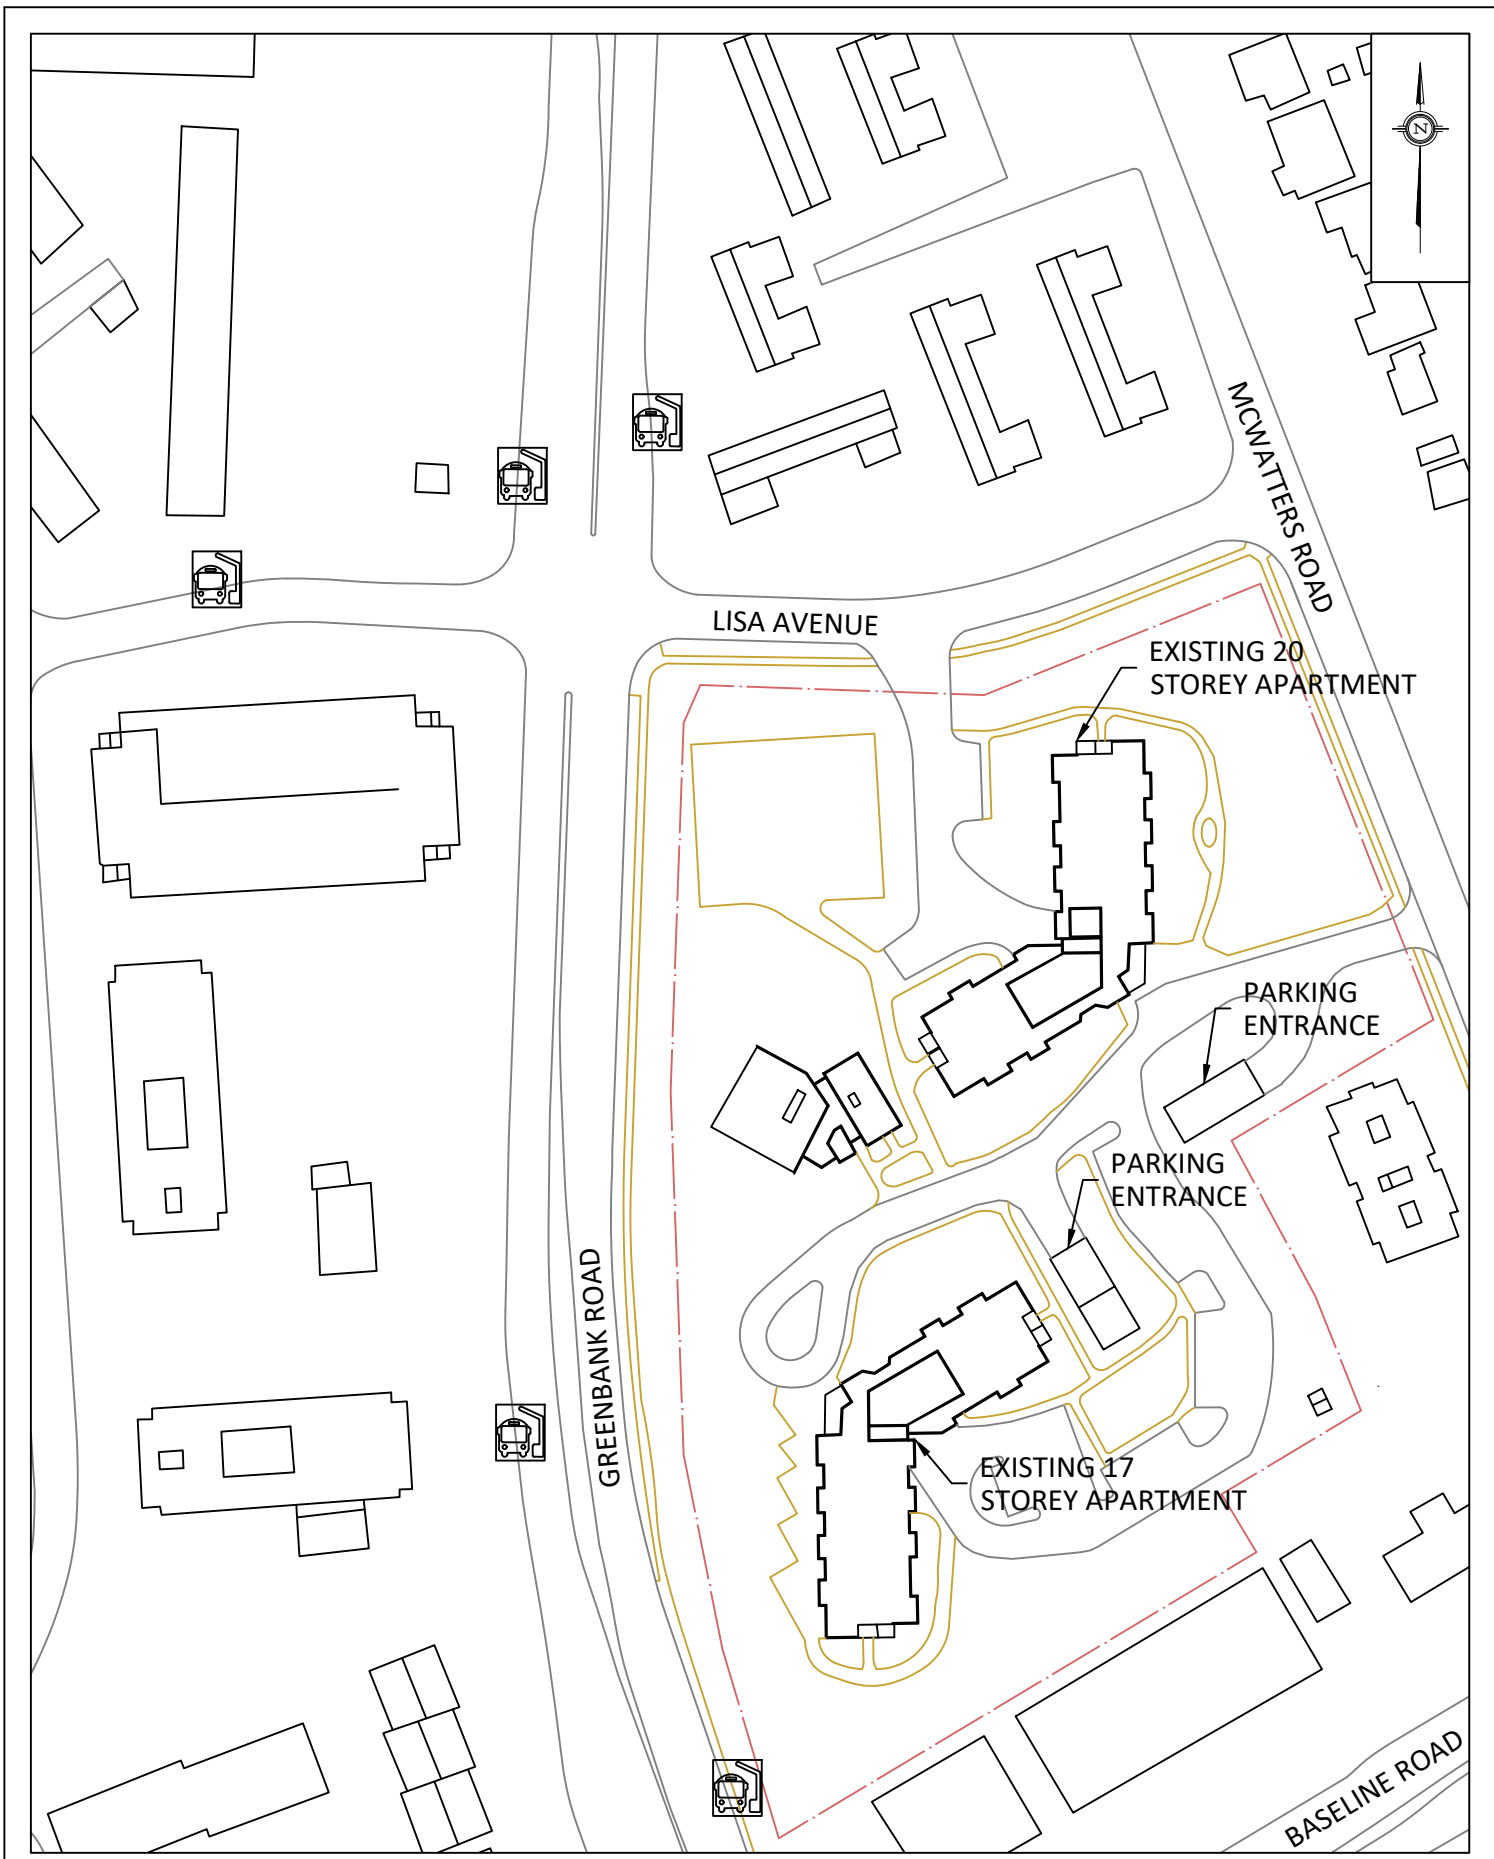 N
MCWATTERS ROAD
LISA AVENUE
EXISTING 20
STOREY APARTMENT
PARKING
ENTRANCE
PARKING
ENTRANCE
GREENBANK ROAD
EXISTING 17
STOREY APARTMENT
BASELINE ROAD